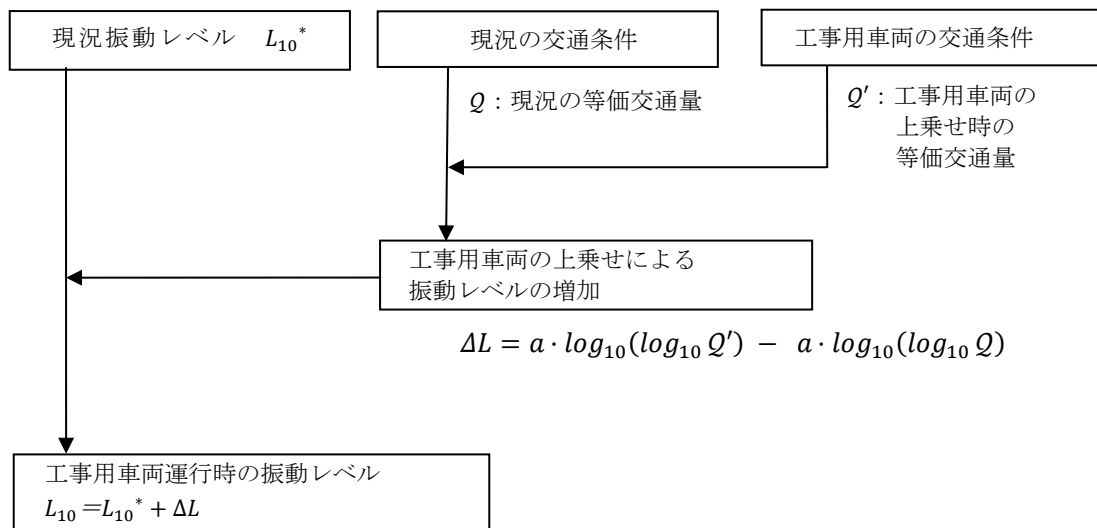 現況振動レベル L₁₀*
現況の交通条件
工事用車両の交通条件
Q：現況の等価交通量
Q′：工事用車両の
上乗せ時の
等価交通量
工事用車両の上乗せによる
振動レベルの増加
ΔL = a · log₁₀(log₁₀ Q′) − a · log₁₀(log₁₀ Q)
工事用車両運行時の振動レベル
L₁₀＝L₁₀* + ΔL